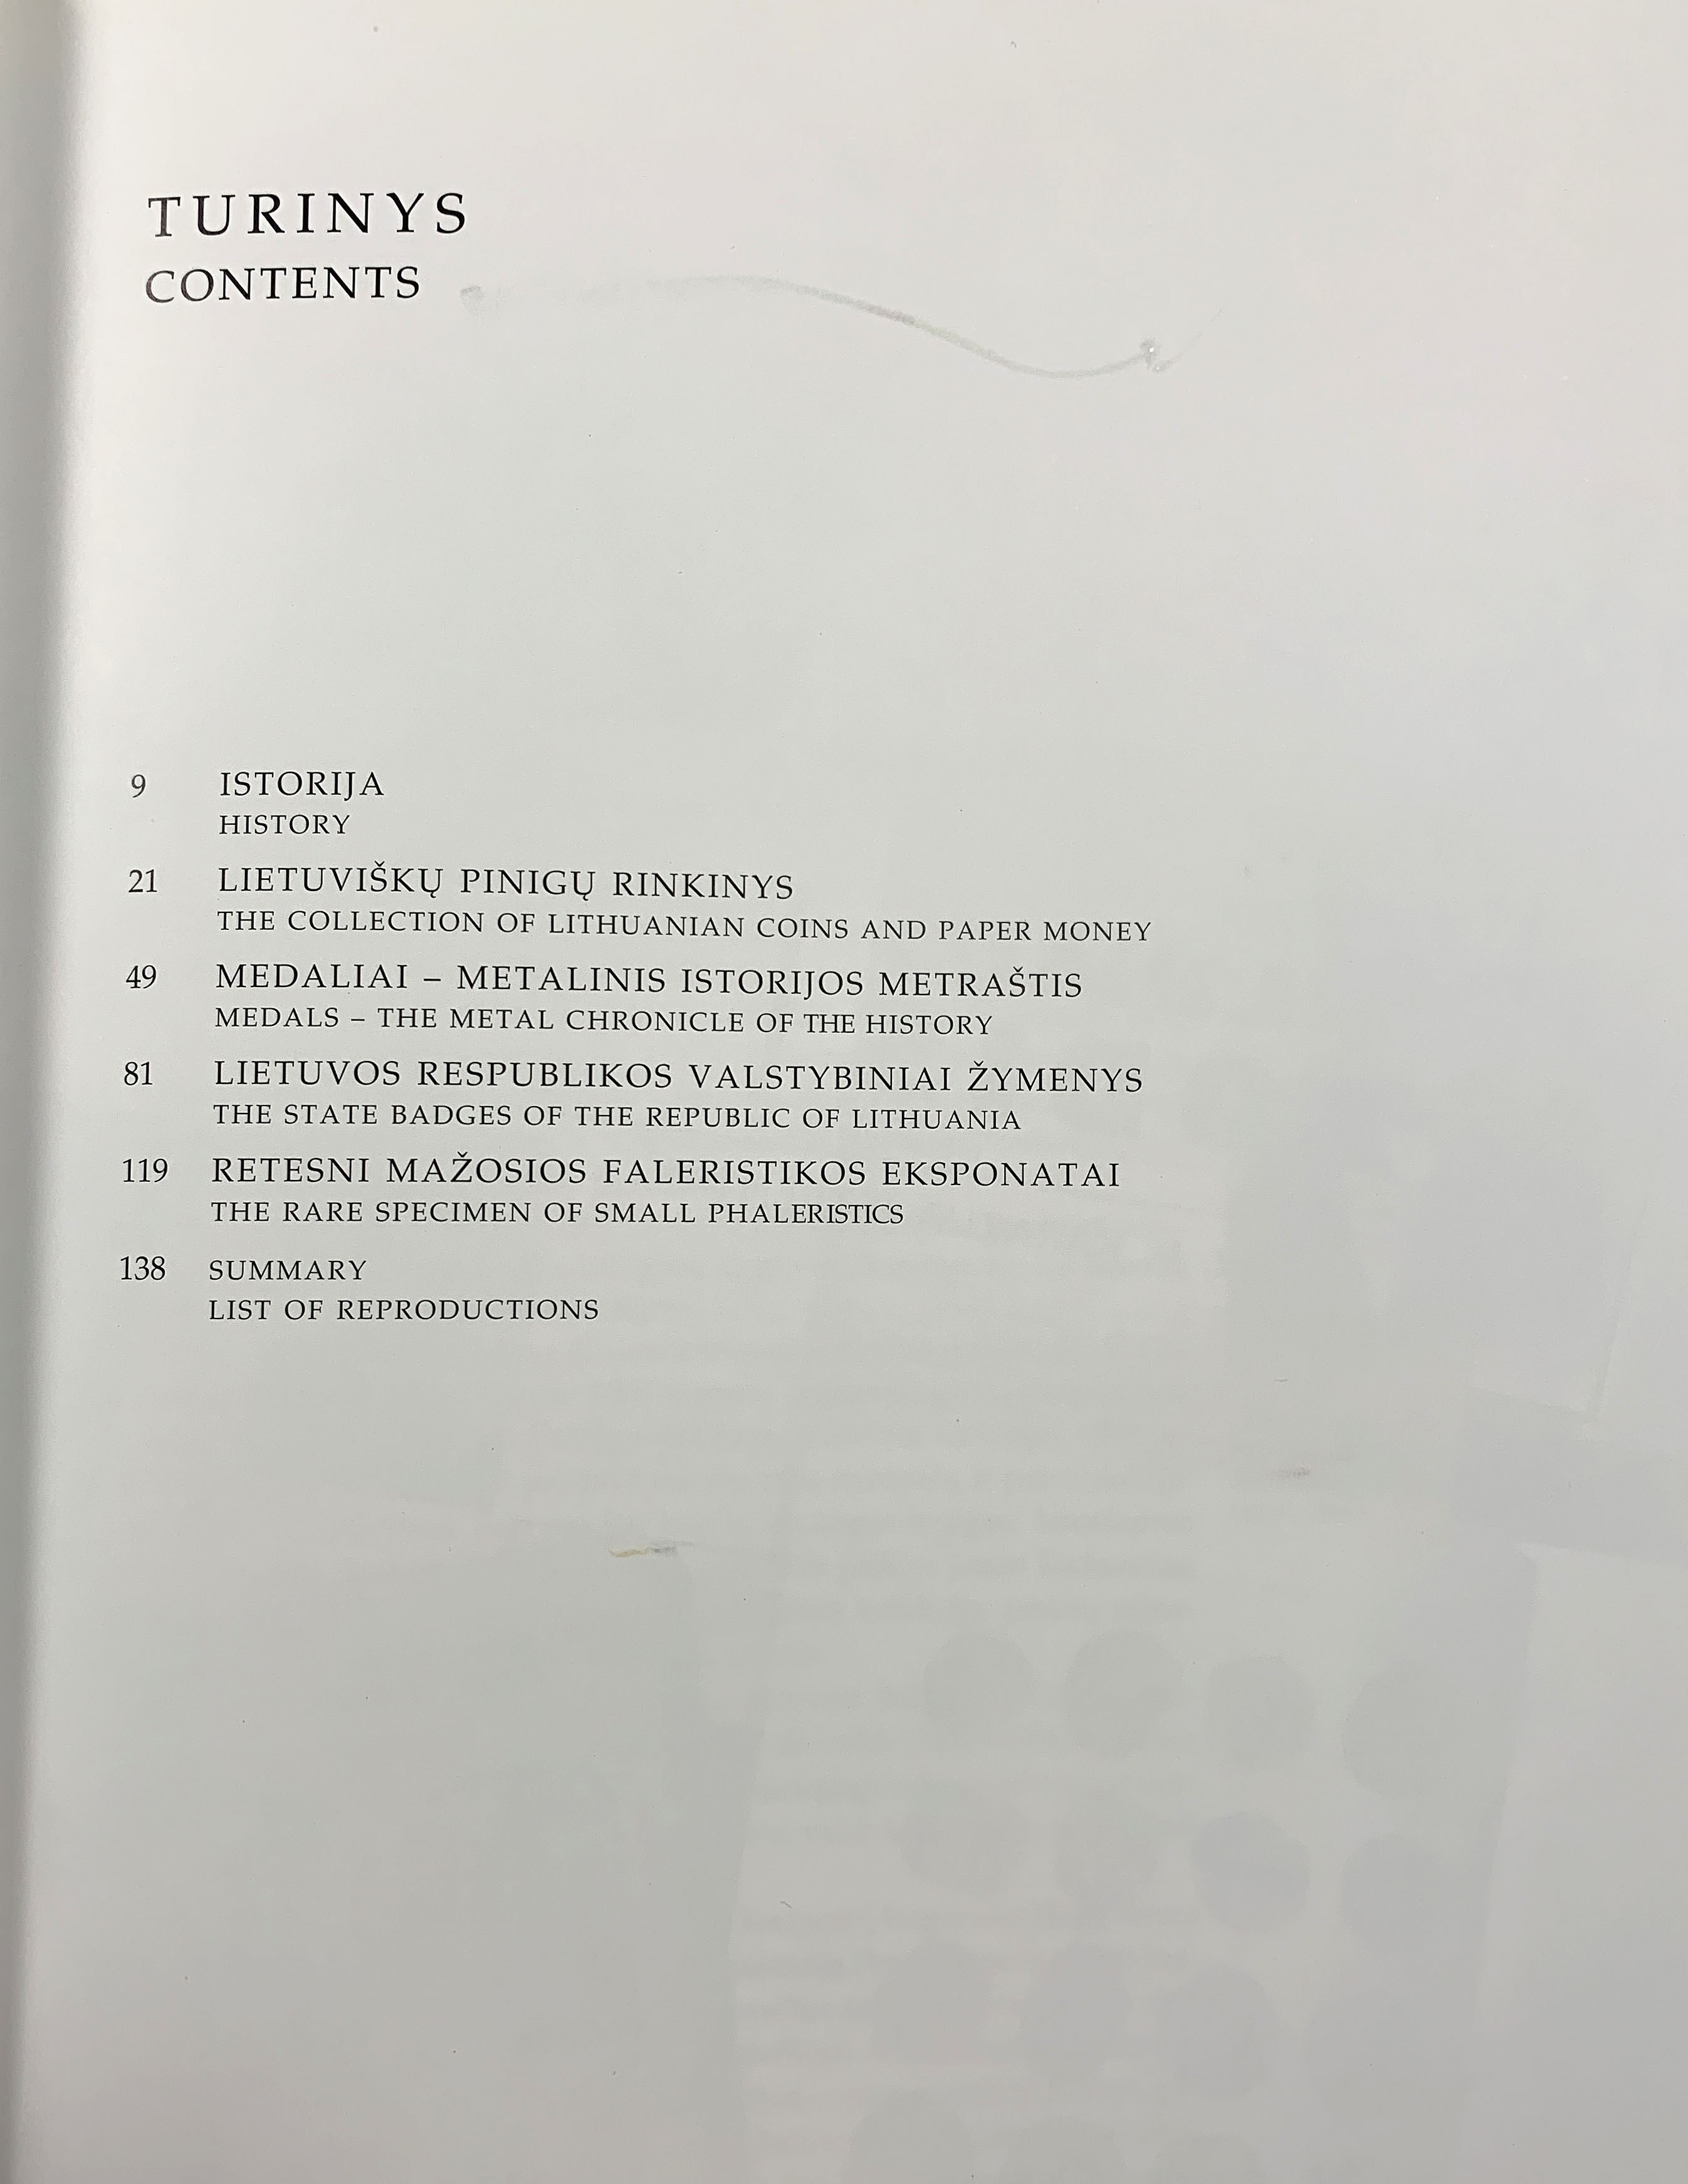 TURINYS
CONTENTS
9 ISTORIJA
HISTORY
21 LIETUVIŠKŲ PINIGŲ RINKINYS
THE COLLECTION OF LITHUANIAN COINS AND PAPER MONEY
49 MEDALIAI – METALINIS ISTORIJOS METRAŠTIS
MEDALS – THE METAL CHRONICLE OF THE HISTORY
81 LIETUVOS RESPUBLIKOS VALSTYBINIAI ŽYMENYS
THE STATE BADGES OF THE REPUBLIC OF LITHUANIA
119 RETESNI MAŽOSIOS FALERISTIKOS EKSPONATAI
THE RARE SPECIMEN OF SMALL PHALERISTICS
138 SUMMARY
LIST OF REPRODUCTIONS